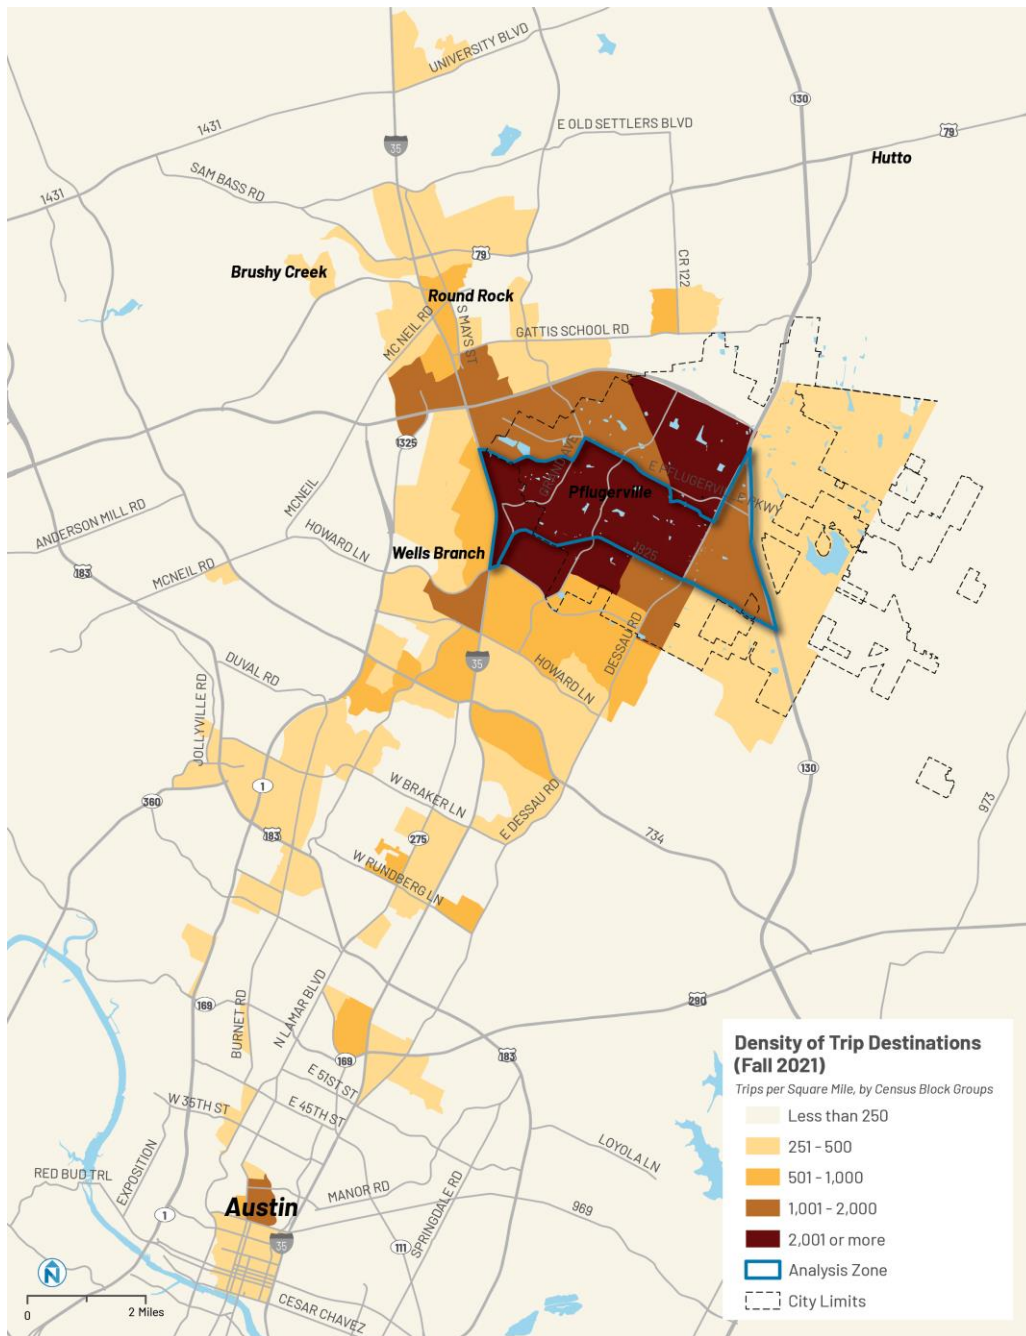 UNIVERSITY BLVD
130
E OLD SETTLERS BLVD
1431
79
35
Hutto
SAM BASS RD
1431
79
CR 122
Brushy Creek
Round Rock
S MAYS ST
MC NEIL RD
GATTIS SCHOOL RD
1325
GRAND AVE
E PFLUGERVILLE PKWY
MCNEIL
Pflugerville
ANDERSON MILL RD
HOWARD LN
Wells Branch
1825
183
MCNEIL RD
DESSAU RD
DUVAL RD
35
HOWARD LN
JOLLYVILLE RD
130
1
W BRAKER LN
360
E DESSAU RD
973
183
275
734
W RUNDBERG LN
N LAMAR BLVD
290
169
BURNET RD
169
183
E 51ST ST
W 35TH ST
E 45TH ST
LOYOLA LN
EXPOSITION
RED BUD TRL
MANOR RD
SPRINGDALE RD
Austin
969
1
35
111
CESAR CHAVEZ
N
0
2 Miles
Density of Trip Destinations
(Fall 2021)
Trips per Square Mile, by Census Block Groups
Less than 250
251 - 500
501 - 1,000
1,001 - 2,000
2,001 or more
Analysis Zone
City Limits